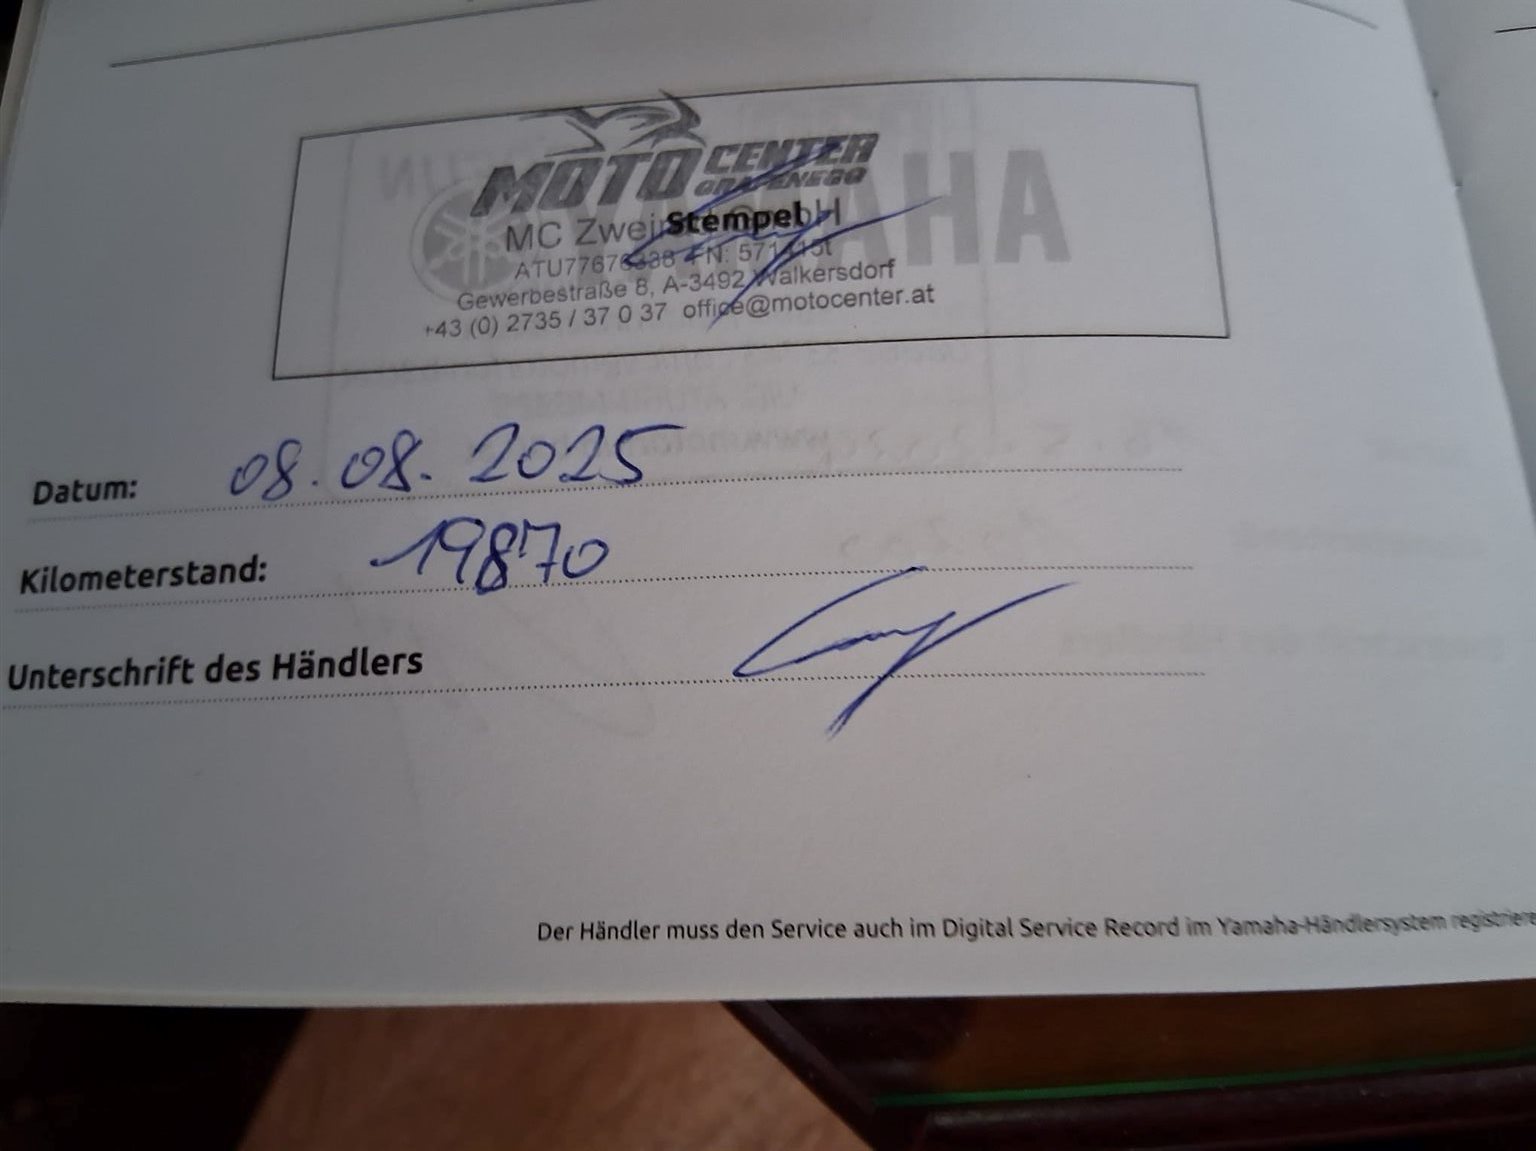 MOTO CENTER
GRAFENEGG
MC Stempel
Gewerbestraße 8, A-3492 Walkersdorf
+43 (0) 2735 / 37 0 37 office@motocenter.at
Datum: 08.08.2025
Kilometerstand: 19870
Unterschrift des Händlers
Der Händler muss den Service auch im Digital Service Record im Yamaha-Händlersystem